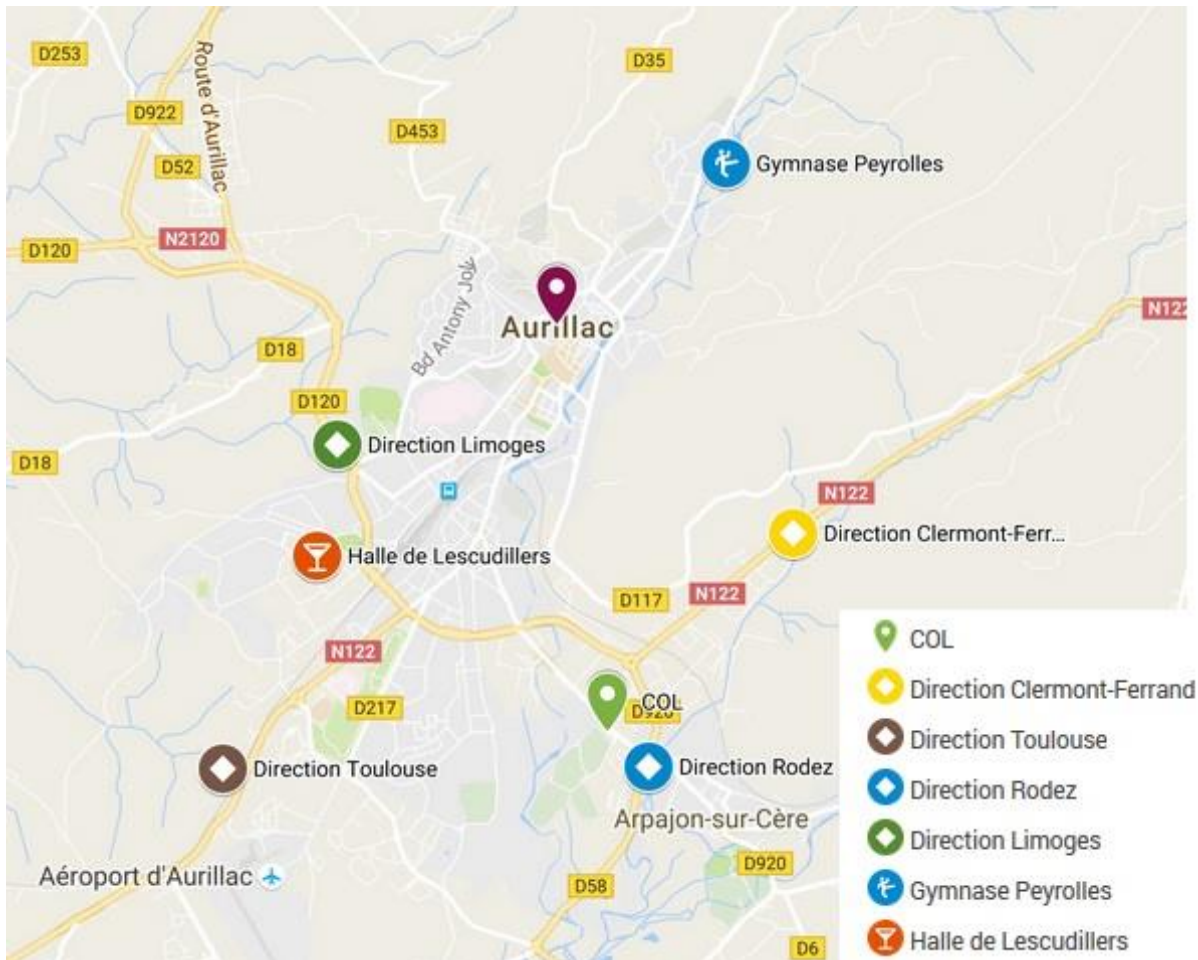 D253
Route d'Aurillac
D35
D922
D453
D52
Gymnase Peyrolles
N2120
D120
Bd Antony Joly
Aurillac
N122
D18
D120
Direction Limoges
D18
N122
Direction Clermont-Ferr...
Halle de Lescudillers
N122
D117
N122
COL
D920
D217
Direction Toulouse
Direction Rodez
Arpajon-sur-Cère
Aéroport d'Aurillac
D920
D58
D6
COL
Direction Clermont-Ferrand
Direction Toulouse
Direction Rodez
Direction Limoges
Gymnase Peyrolles
Halle de Lescudillers